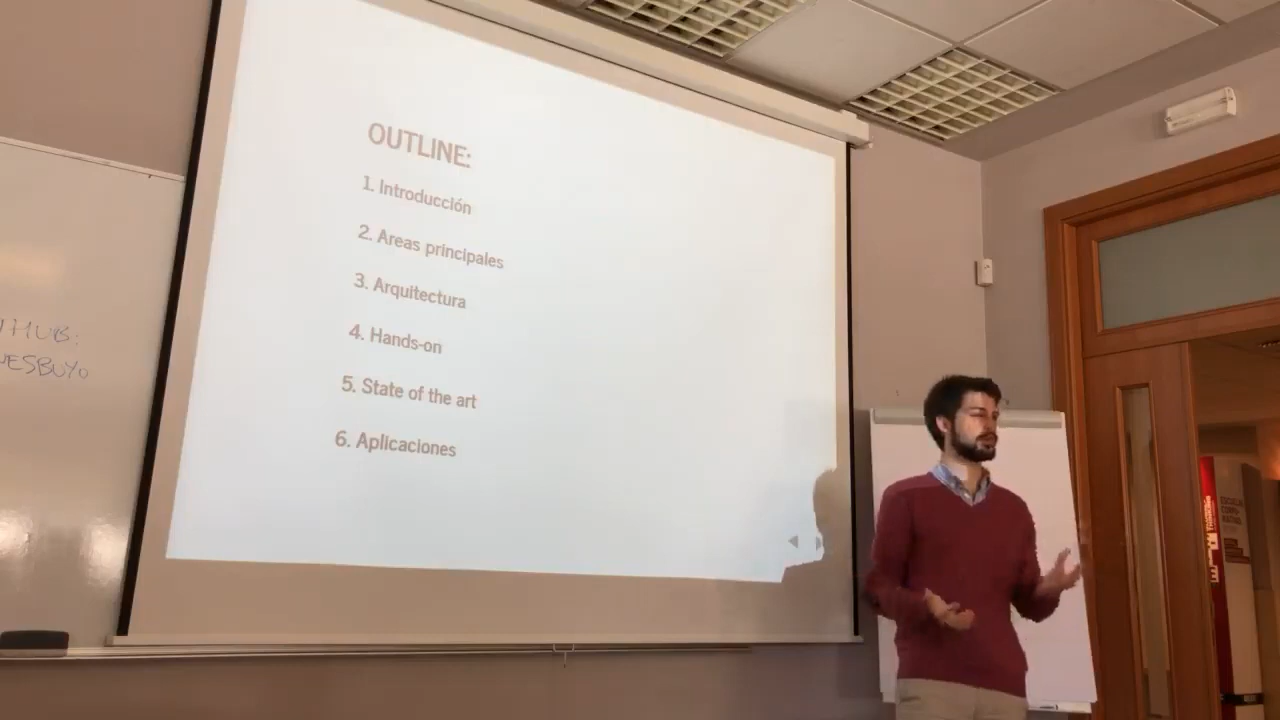 OUTLINE:
1. Introducción
2. Areas principales
3. Arquitectura
4. Hands-on
5. State of the art
6. Aplicaciones